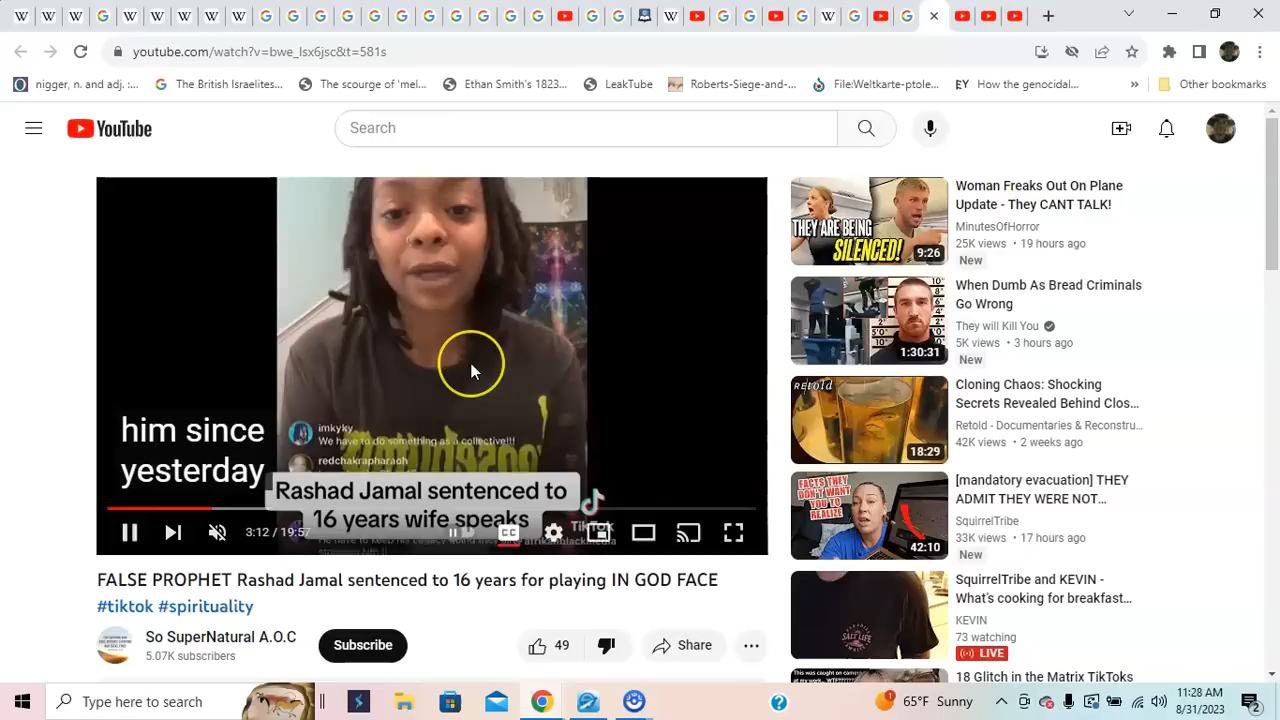 youtube.com/watch?v=bwe_lsx6jsc&t=581s
nigger, n. and adj. :...
The British Israelites...
The scourge of 'mel...
Ethan Smith's 1823...
LeakTube
Roberts-Siege-and-...
File:Weltkarte-ptole...
EY How the genocidal...
»
Other bookmarks
YouTube
Search
him since
yesterday
imkyky
We have to do something as a collective!!!
redchakrapharaoh
Rashad Jamal sentenced to
16 years wife speaks
TikTok
3:12 / 19:57
CC
FALSE PROPHET Rashad Jamal sentenced to 16 years for playing IN GOD FACE
#tiktok #spirituality
So SuperNatural A.O.C
5.07K subscribers
Subscribe
49
Share
THEY ARE BEING
SILENCED!
9:26
Woman Freaks Out On Plane
Update - They CANT TALK!
MinutesOfHorror
25K views • 19 hours ago
New
1:30:31
When Dumb As Bread Criminals
Go Wrong
They will Kill You
5K views • 3 hours ago
New
RETOLD
18:29
Cloning Chaos: Shocking
Secrets Revealed Behind Clos...
Retold - Documentaries & Reconstru...
42K views • 2 weeks ago
FACTS THEY
DON'T WANT
YOU TO
REALIZE
42:10
[mandatory evacuation] THEY
ADMIT THEY WERE NOT...
SquirrelTribe
33K views • 17 hours ago
New
SALT LIFE
SquirrelTribe and KEVIN -
What's cooking for breakfast...
KEVIN
73 watching
LIVE
18 Glitch in the Matrix TikToks
Type here to search
65°F Sunny
11:28 AM
8/31/2023
2